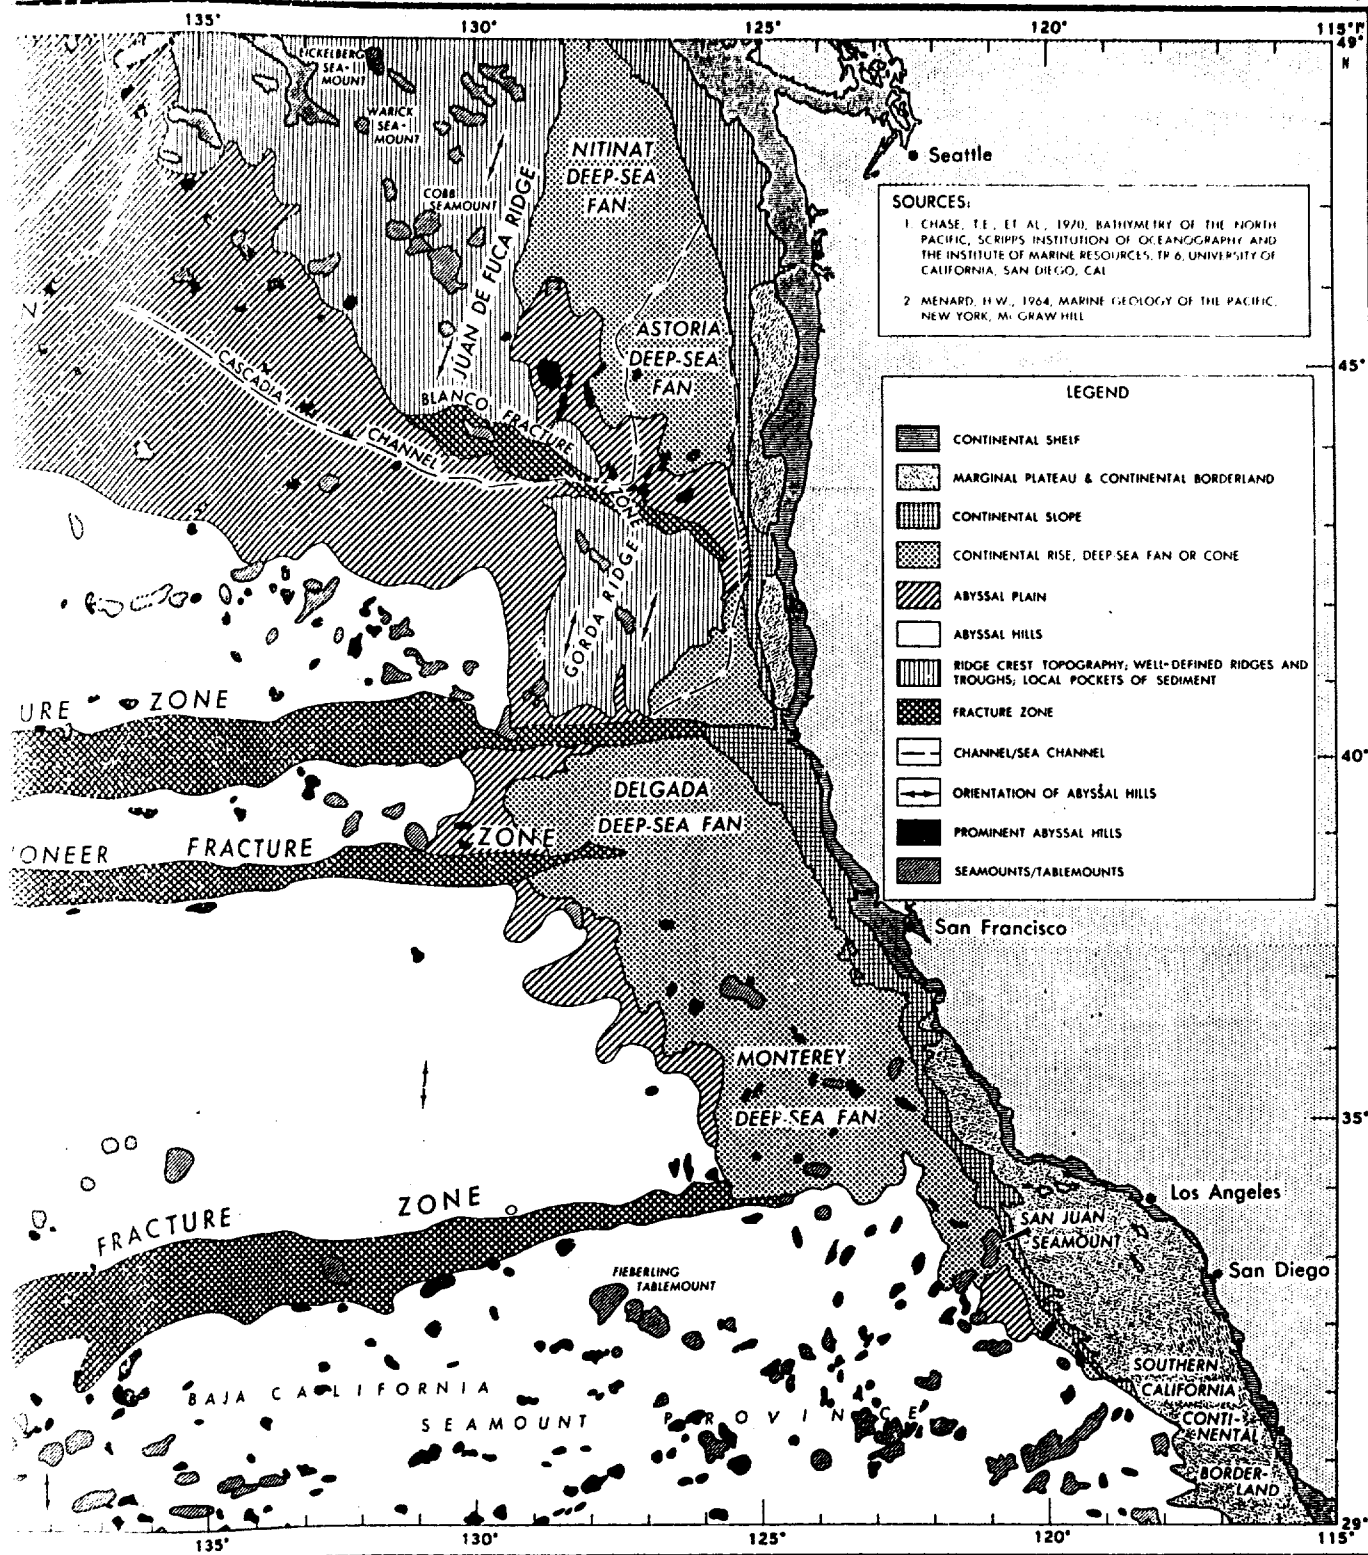 135°
130°
125°
120°
115°
49°
N
EICKELBERG
SEA-
MOUNT
WARICK
SEA-
MOUNT
COBB
SEAMOUNT
JUAN DE FUCA RIDGE
NITINAT
DEEP-SEA
FAN
Seattle
SOURCES:
1. CHASE, T.E., ET AL., 1970, BATHYMETRY OF THE NORTH
PACIFIC, SCRIPPS INSTITUTION OF OCEANOGRAPHY AND
THE INSTITUTE OF MARINE RESOURCES, TR 6, UNIVERSITY OF
CALIFORNIA, SAN DIEGO, CAL
2. MENARD, H.W., 1964, MARINE GEOLOGY OF THE PACIFIC,
NEW YORK, MCGRAW HILL
ASTORIA
DEEP-SEA
FAN
45°
CASCADIA
CHANNEL
BLANCO FRACTURE
ZONE
GORDA RIDGE
LEGEND
CONTINENTAL SHELF
MARGINAL PLATEAU & CONTINENTAL BORDERLAND
CONTINENTAL SLOPE
CONTINENTAL RISE, DEEP-SEA FAN OR CONE
ABYSSAL PLAIN
ABYSSAL HILLS
RIDGE CREST TOPOGRAPHY; WELL-DEFINED RIDGES AND
TROUGHS; LOCAL POCKETS OF SEDIMENT
FRACTURE ZONE
CHANNEL/SEA CHANNEL
ORIENTATION OF ABYSSAL HILLS
PROMINENT ABYSSAL HILLS
SEAMOUNTS/TABLEMOUNTS
URE ZONE
40°
DELGADA
DEEP-SEA FAN
ONEER FRACTURE ZONE
San Francisco
MONTEREY
DEEP-SEA FAN
35°
FRACTURE ZONE
Los Angeles
SAN JUAN
SEAMOUNT
San Diego
FIEBERLING
TABLEMOUNT
BAJA CALIFORNIA
SEAMOUNT PROVINCE
SOUTHERN
CALIFORNIA
CONTI-
NENTAL
BORDER-
LAND
29°
135°
130°
125°
120°
115°